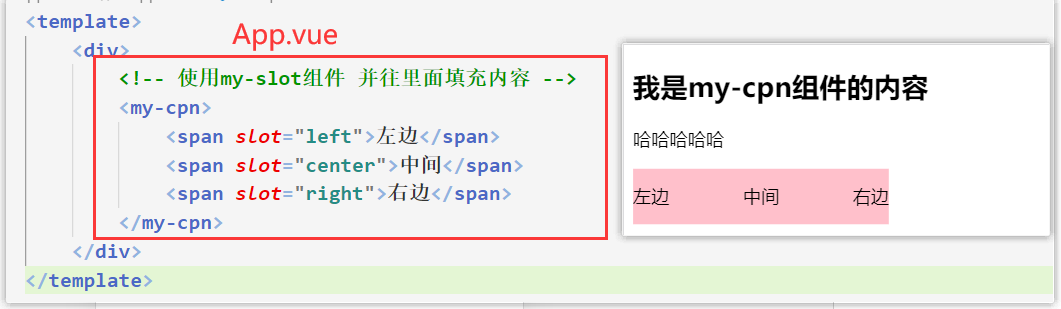 <template>
App.vue
<div>
<!-- 使用my-slot组件 并往里面填充内容 -->
<my-cpn>
<span slot="left">左边</span>
<span slot="center">中间</span>
<span slot="right">右边</span>
</my-cpn>
</div>
</template>
我是my-cpn组件的内容
哈哈哈哈哈
左边 中间 右边